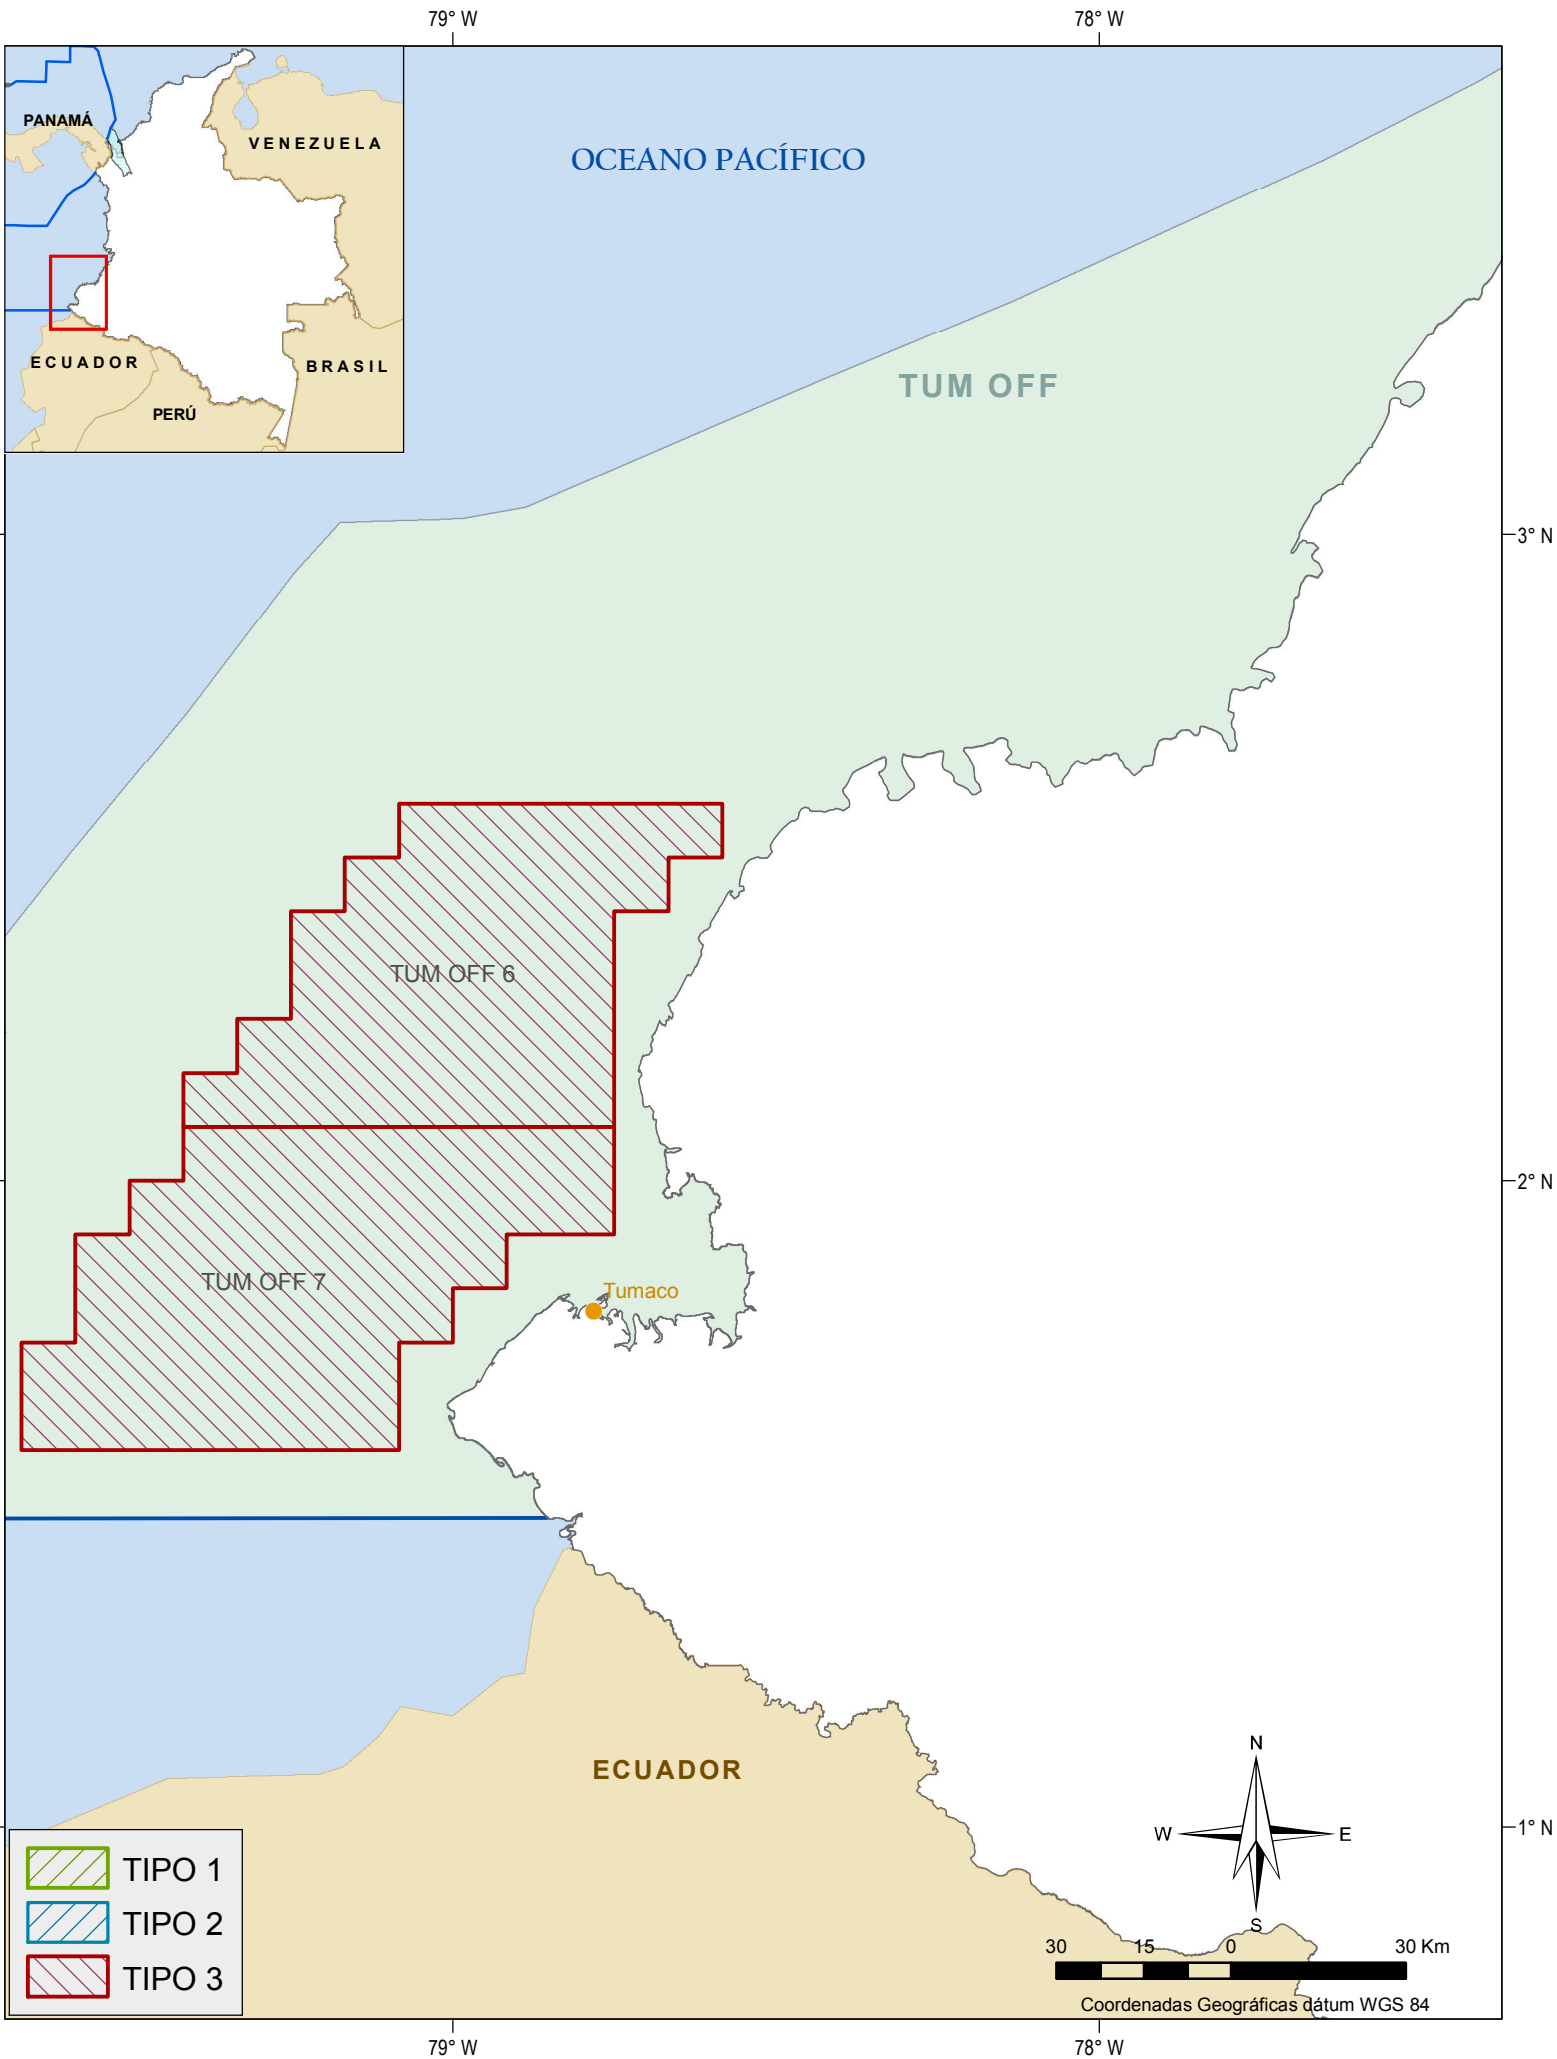 79° W
78° W
PANAMÁ
VENEZUELA
ECUADOR
BRASIL
PERÚ
OCEANO PACÍFICO
TUM OFF
3° N
TUM OFF 6
2° N
TUM OFF 7
Tumaco
ECUADOR
N
W
E
S
1° N
TIPO 1
TIPO 2
TIPO 3
30 15 0 30 Km
Coordenadas Geográficas dátum WGS 84
79° W
78° W